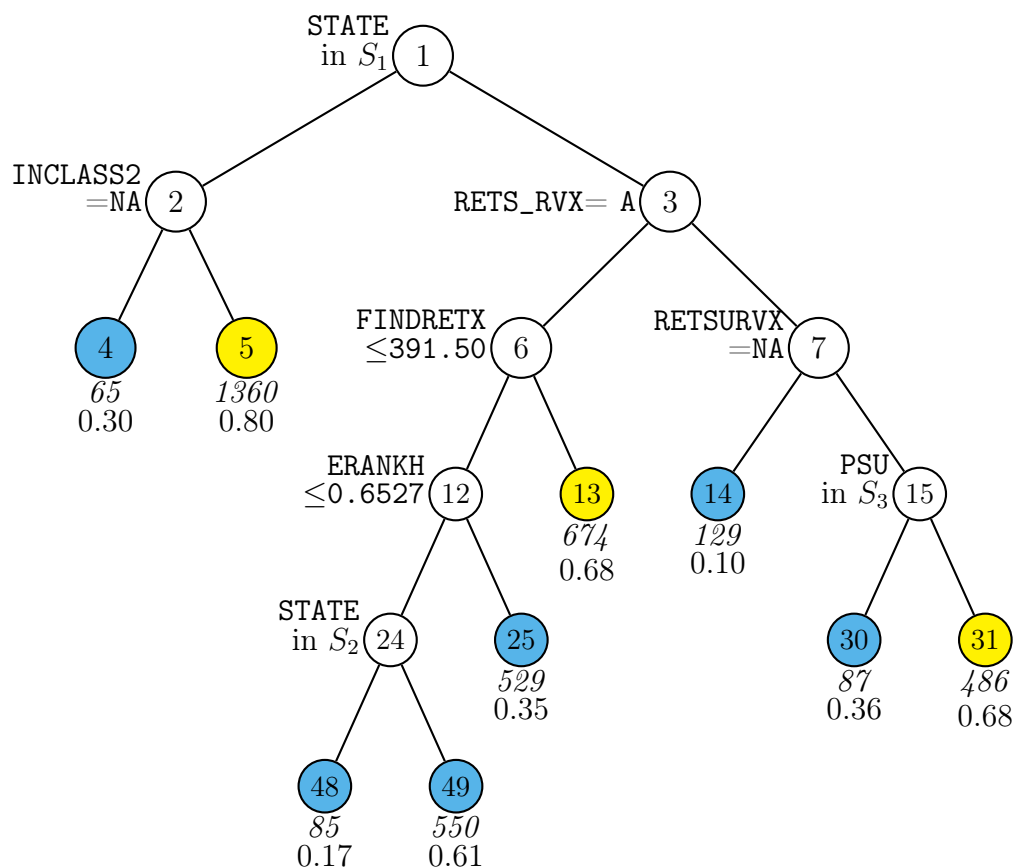 STATE
in S₁
1
INCLASS2
=NA
2
RETS_RVX= A
3
4
65
0.30
5
1360
0.80
FINDRETX
≤391.50
6
RETSURVX
=NA
7
ERANKH
≤0.6527
12
13
674
0.68
14
129
0.10
PSU
in S₃
15
STATE
in S₂
24
25
529
0.35
30
87
0.36
31
486
0.68
48
85
0.17
49
550
0.61